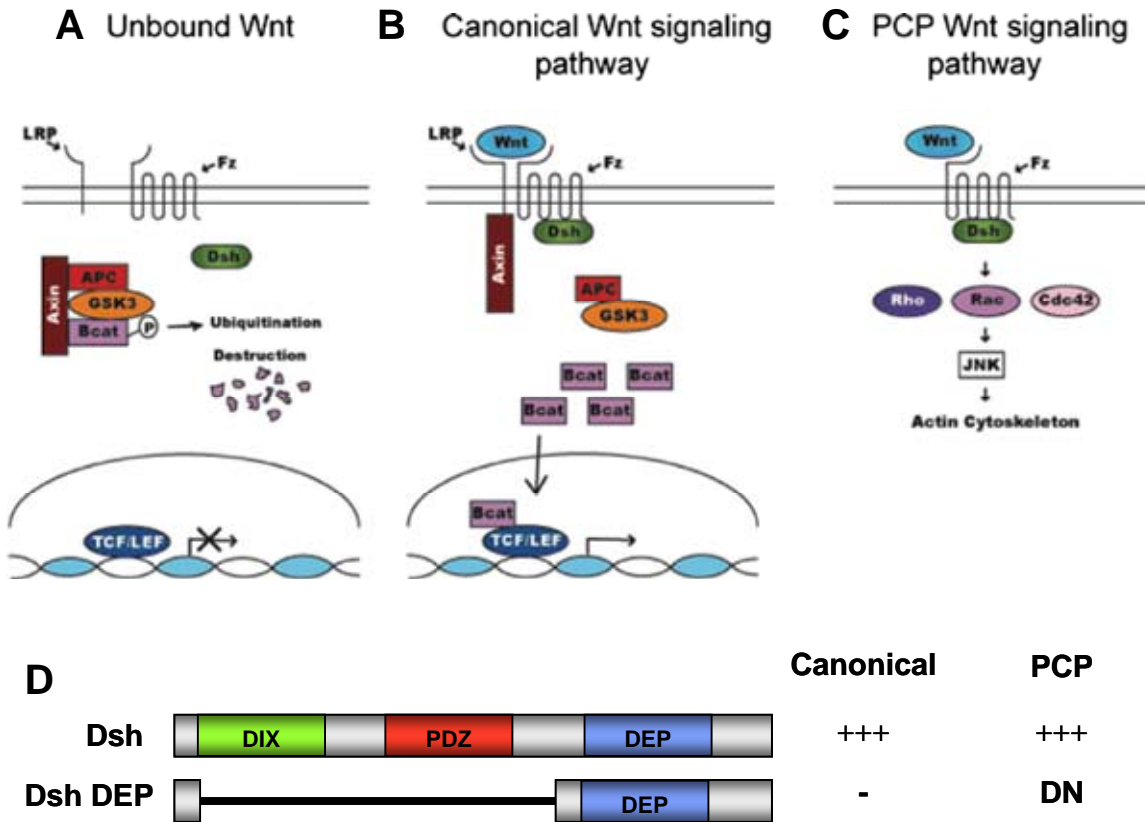 A Unbound Wnt
B Canonical Wnt signaling
pathway
C PCP Wnt signaling
pathway
LRP
Fz
Dsh
Axin
APC
GSK3
Bcat
P
Ubiquitination
Destruction
TCF/LEF
LRP
Wnt
Fz
Dsh
Axin
APC
GSK3
Bcat
Bcat
Bcat
Bcat
Bcat
TCF/LEF
Wnt
Fz
Dsh
Rho
Rac
Cdc42
JNK
Actin Cytoskeleton
D
Canonical PCP
Dsh DIX PDZ DEP +++ +++
Dsh DEP DEP - DN